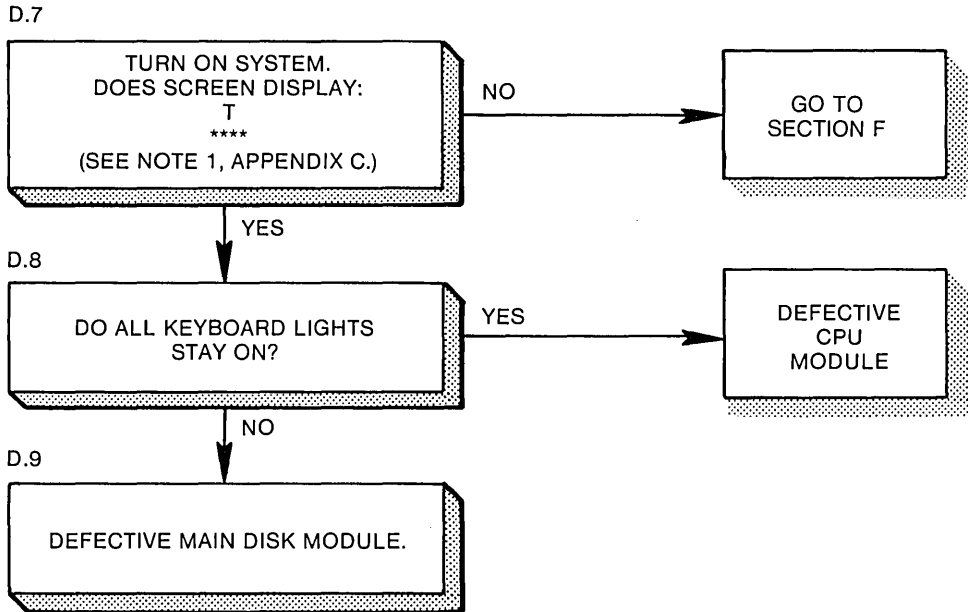 D.7
TURN ON SYSTEM.
DOES SCREEN DISPLAY:
T
****
(SEE NOTE 1, APPENDIX C.)
NO
GO TO
SECTION F
YES
D.8
DO ALL KEYBOARD LIGHTS
STAY ON?
YES
DEFECTIVE
CPU
MODULE
NO
D.9
DEFECTIVE MAIN DISK MODULE.